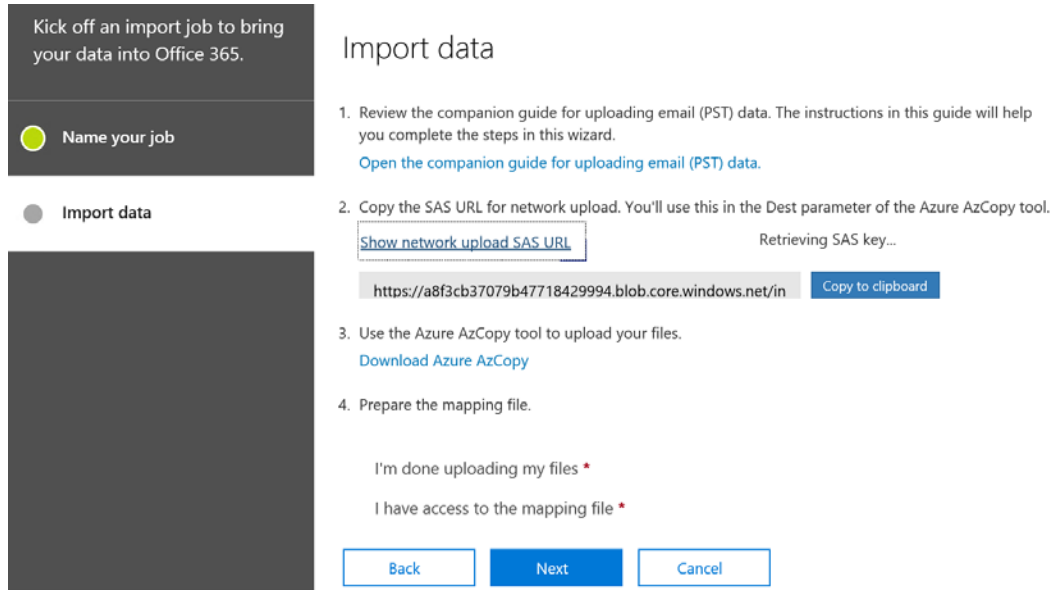 Kick off an import job to bring
your data into Office 365.
Name your job
Import data
Import data
1. Review the companion guide for uploading email (PST) data. The instructions in this guide will help
you complete the steps in this wizard.
Open the companion guide for uploading email (PST) data.
2. Copy the SAS URL for network upload. You'll use this in the Dest parameter of the Azure AzCopy tool.
Show network upload SAS URL
Retrieving SAS key...
https://a8f3cb37079b47718429994.blob.core.windows.net/in
Copy to clipboard
3. Use the Azure AzCopy tool to upload your files.
Download Azure AzCopy
4. Prepare the mapping file.
I'm done uploading my files *
I have access to the mapping file *
Back
Next
Cancel